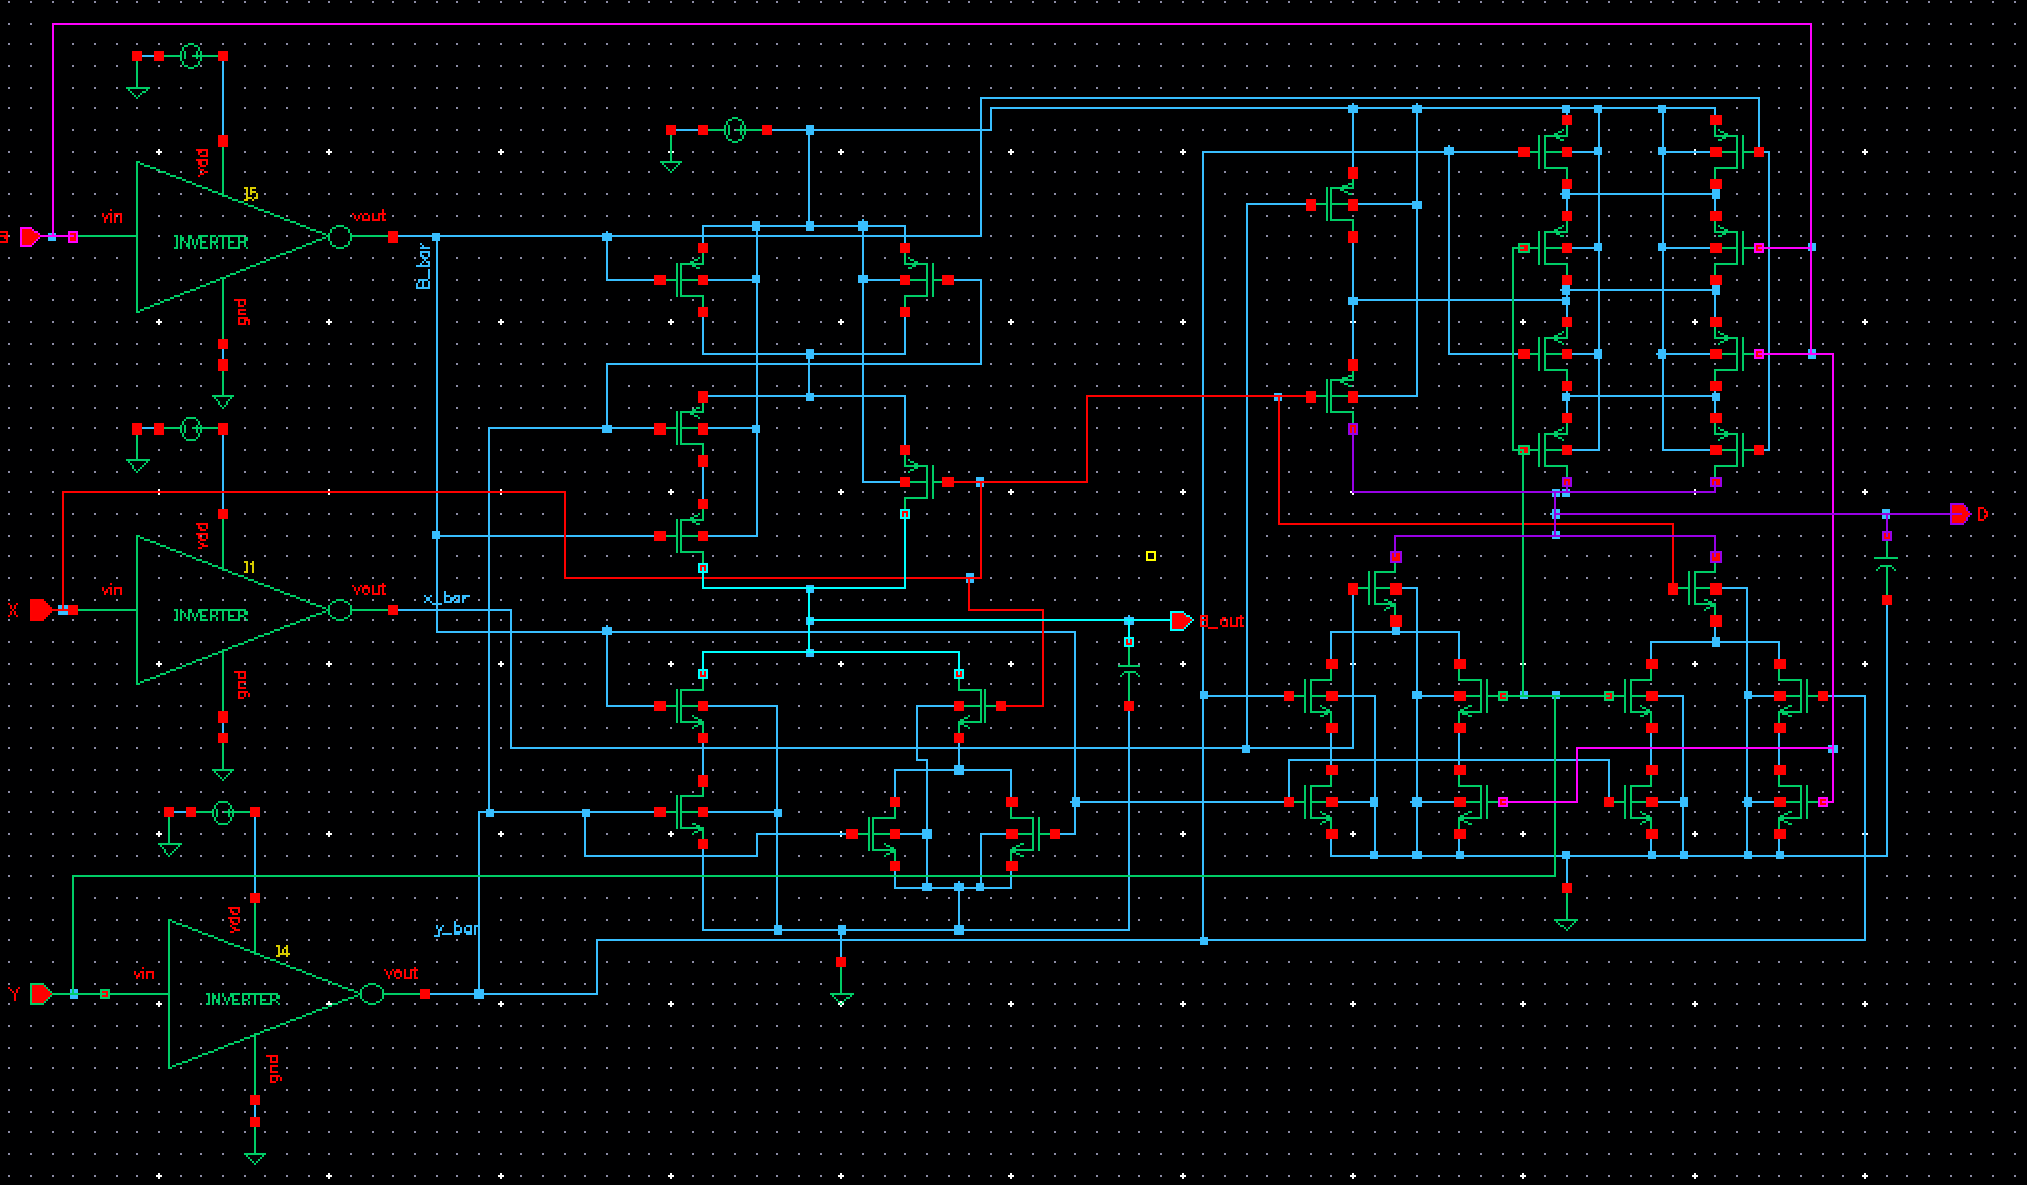 vdd
I5
vin
vout
B
INVERTER
B_bar
gnd
vdd
I1
vin
vout
x_bar
X
INVERTER
D
B_out
gnd
vdd
y_bar
I4
vin
vout
Y
INVERTER
gnd